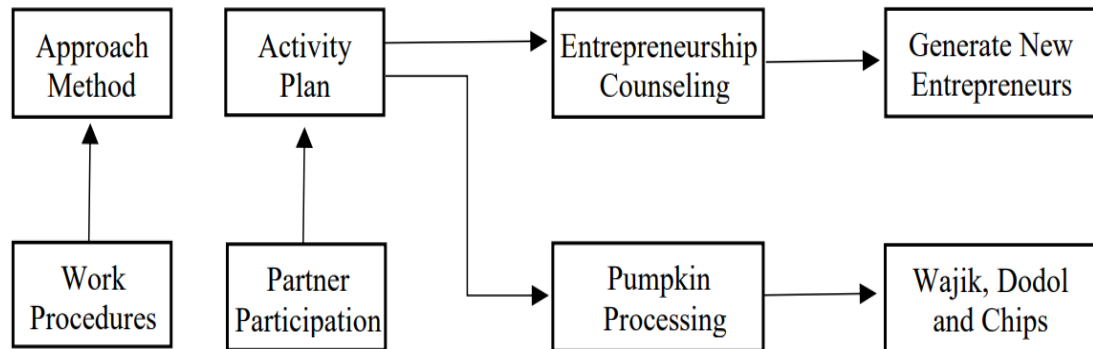 Approach
Method
Activity
Plan
Entrepreneurship
Counseling
Generate New
Entrepreneurs
Work
Procedures
Partner
Participation
Pumpkin
Processing
Wajik, Dodol
and Chips